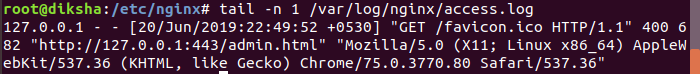 root@diksha:/etc/nginx# tail -n 1 /var/log/nginx/access.log
127.0.0.1 - - [20/Jun/2019:22:49:52 +0530] "GET /favicon.ico HTTP/1.1" 400 6
82 "http://127.0.0.1:443/admin.html" "Mozilla/5.0 (X11; Linux x86_64) AppleW
ebKit/537.36 (KHTML, like Gecko) Chrome/75.0.3770.80 Safari/537.36"